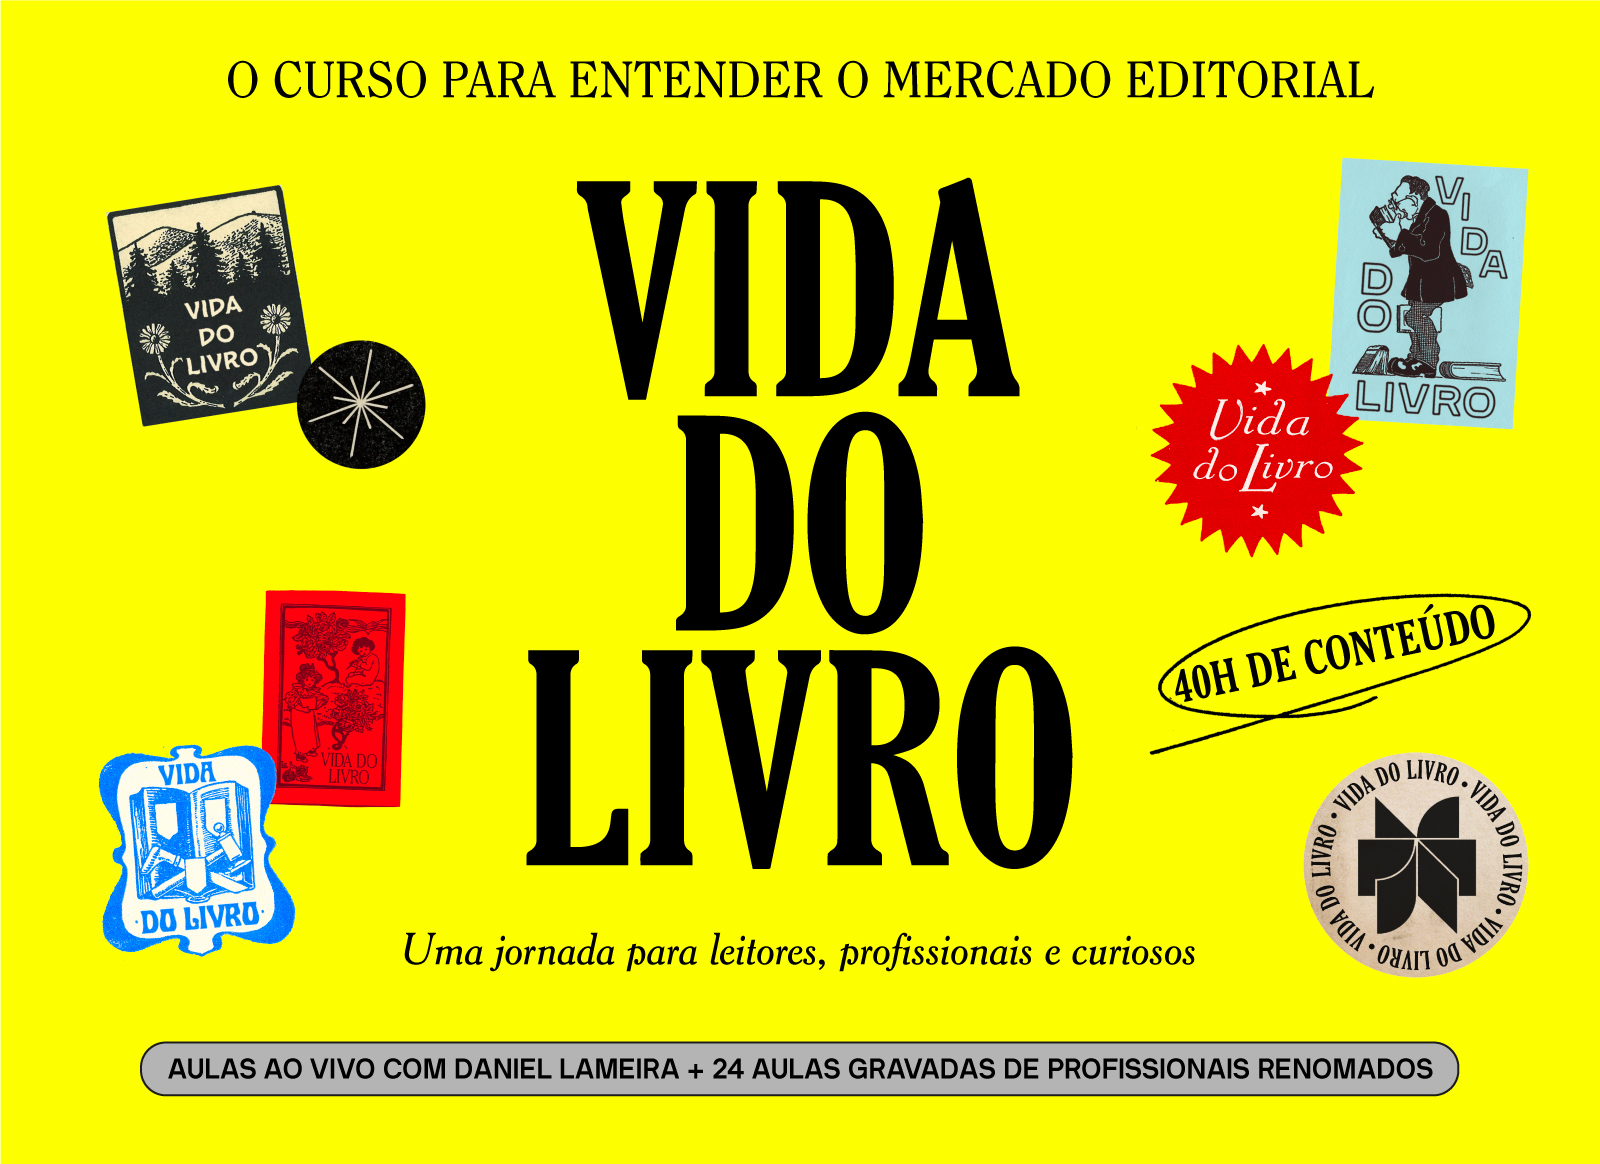 O CURSO PARA ENTENDER O MERCADO EDITORIAL
VIDA
DO
LIVRO
VIDA
DO
LIVRO
VIDA
DO
LIVRO
Vida
do Livro
40H DE CONTEÚDO
VIDA DO
LIVRO
VIDA
·DO LIVRO·
VIDA DO LIVRO • VIDA DO LIVRO • VIDA DO LIVRO • VIDA DO LIVRO •
Uma jornada para leitores, profissionais e curiosos
AULAS AO VIVO COM DANIEL LAMEIRA + 24 AULAS GRAVADAS DE PROFISSIONAIS RENOMADOS